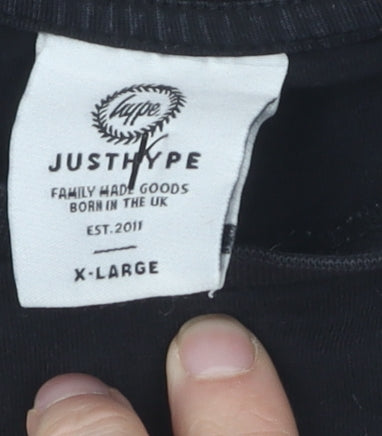 hype
JUSTHYPE
FAMILY MADE GOODS
BORN IN THE UK
EST. 2011
X-LARGE